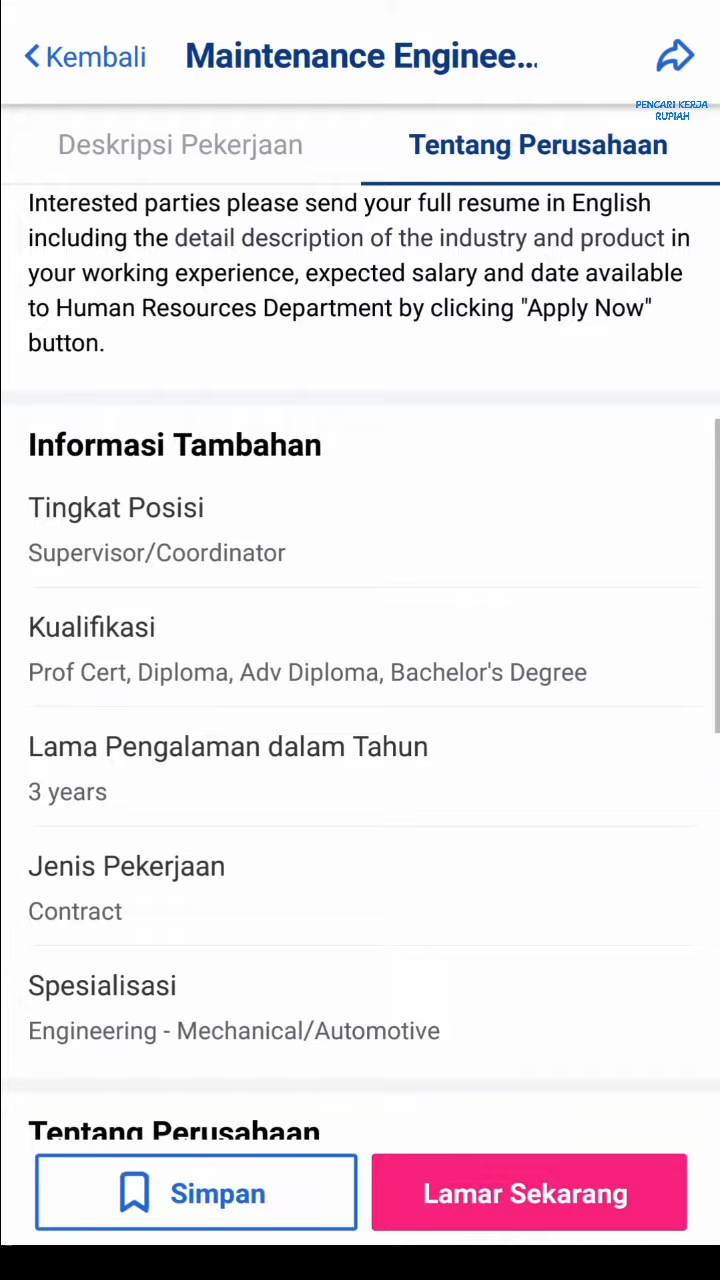 Kembali
Maintenance Enginee...
PENCARI KERJA
RUPIAH
Deskripsi Pekerjaan
Tentang Perusahaan
Interested parties please send your full resume in English
including the detail description of the industry and product in
your working experience, expected salary and date available
to Human Resources Department by clicking "Apply Now"
button.
Informasi Tambahan
Tingkat Posisi
Supervisor/Coordinator
Kualifikasi
Prof Cert, Diploma, Adv Diploma, Bachelor's Degree
Lama Pengalaman dalam Tahun
3 years
Jenis Pekerjaan
Contract
Spesialisasi
Engineering - Mechanical/Automotive
Tentang Perusahaan
Simpan
Lamar Sekarang